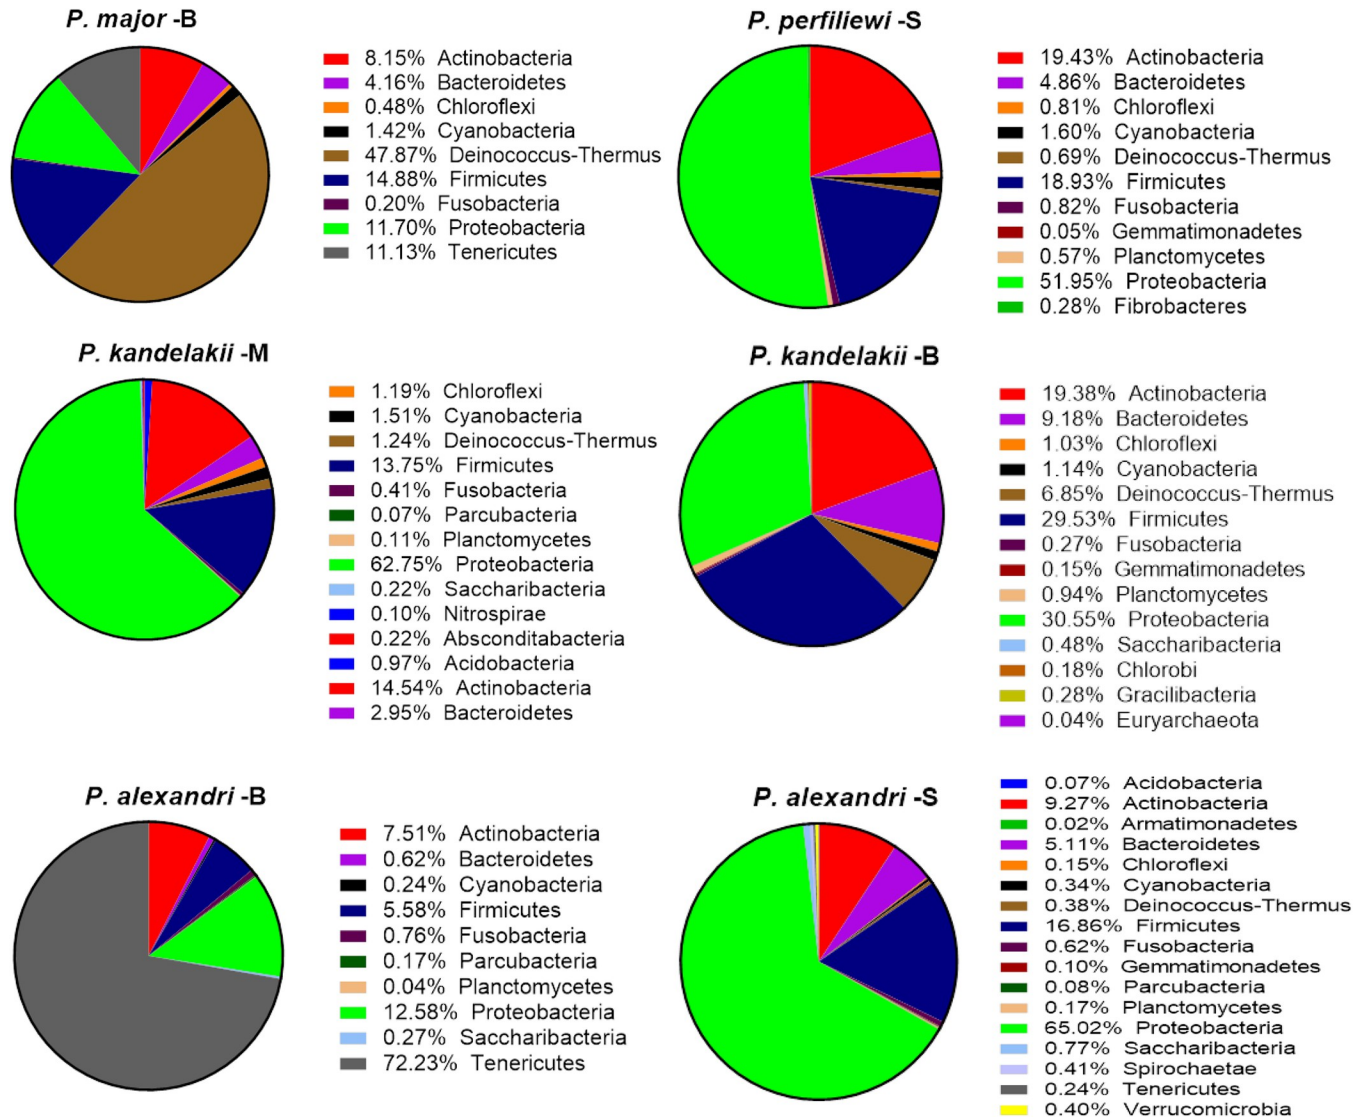 P. major -B
8.15% Actinobacteria
4.16% Bacteroidetes
0.48% Chloroflexi
1.42% Cyanobacteria
47.87% Deinococcus-Thermus
14.88% Firmicutes
0.20% Fusobacteria
11.70% Proteobacteria
11.13% Tenericutes
P. perfiliewi -S
19.43% Actinobacteria
4.86% Bacteroidetes
0.81% Chloroflexi
1.60% Cyanobacteria
0.69% Deinococcus-Thermus
18.93% Firmicutes
0.82% Fusobacteria
0.05% Gemmatimonadetes
0.57% Planctomycetes
51.95% Proteobacteria
0.28% Fibrobacteres
P. kandelakii -M
1.19% Chloroflexi
1.51% Cyanobacteria
1.24% Deinococcus-Thermus
13.75% Firmicutes
0.41% Fusobacteria
0.07% Parcubacteria
0.11% Planctomycetes
62.75% Proteobacteria
0.22% Saccharibacteria
0.10% Nitrospirae
0.22% Absconditabacteria
0.97% Acidobacteria
14.54% Actinobacteria
2.95% Bacteroidetes
P. kandelakii -B
19.38% Actinobacteria
9.18% Bacteroidetes
1.03% Chloroflexi
1.14% Cyanobacteria
6.85% Deinococcus-Thermus
29.53% Firmicutes
0.27% Fusobacteria
0.15% Gemmatimonadetes
0.94% Planctomycetes
30.55% Proteobacteria
0.48% Saccharibacteria
0.18% Chlorobi
0.28% Gracilibacteria
0.04% Euryarchaeota
P. alexandri -B
7.51% Actinobacteria
0.62% Bacteroidetes
0.24% Cyanobacteria
5.58% Firmicutes
0.76% Fusobacteria
0.17% Parcubacteria
0.04% Planctomycetes
12.58% Proteobacteria
0.27% Saccharibacteria
72.23% Tenericutes
P. alexandri -S
0.07% Acidobacteria
9.27% Actinobacteria
0.02% Armatimonadetes
5.11% Bacteroidetes
0.15% Chloroflexi
0.34% Cyanobacteria
0.38% Deinococcus-Thermus
16.86% Firmicutes
0.62% Fusobacteria
0.10% Gemmatimonadetes
0.08% Parcubacteria
0.17% Planctomycetes
65.02% Proteobacteria
0.77% Saccharibacteria
0.41% Spirochaetae
0.24% Tenericutes
0.40% Verrucomicrobia